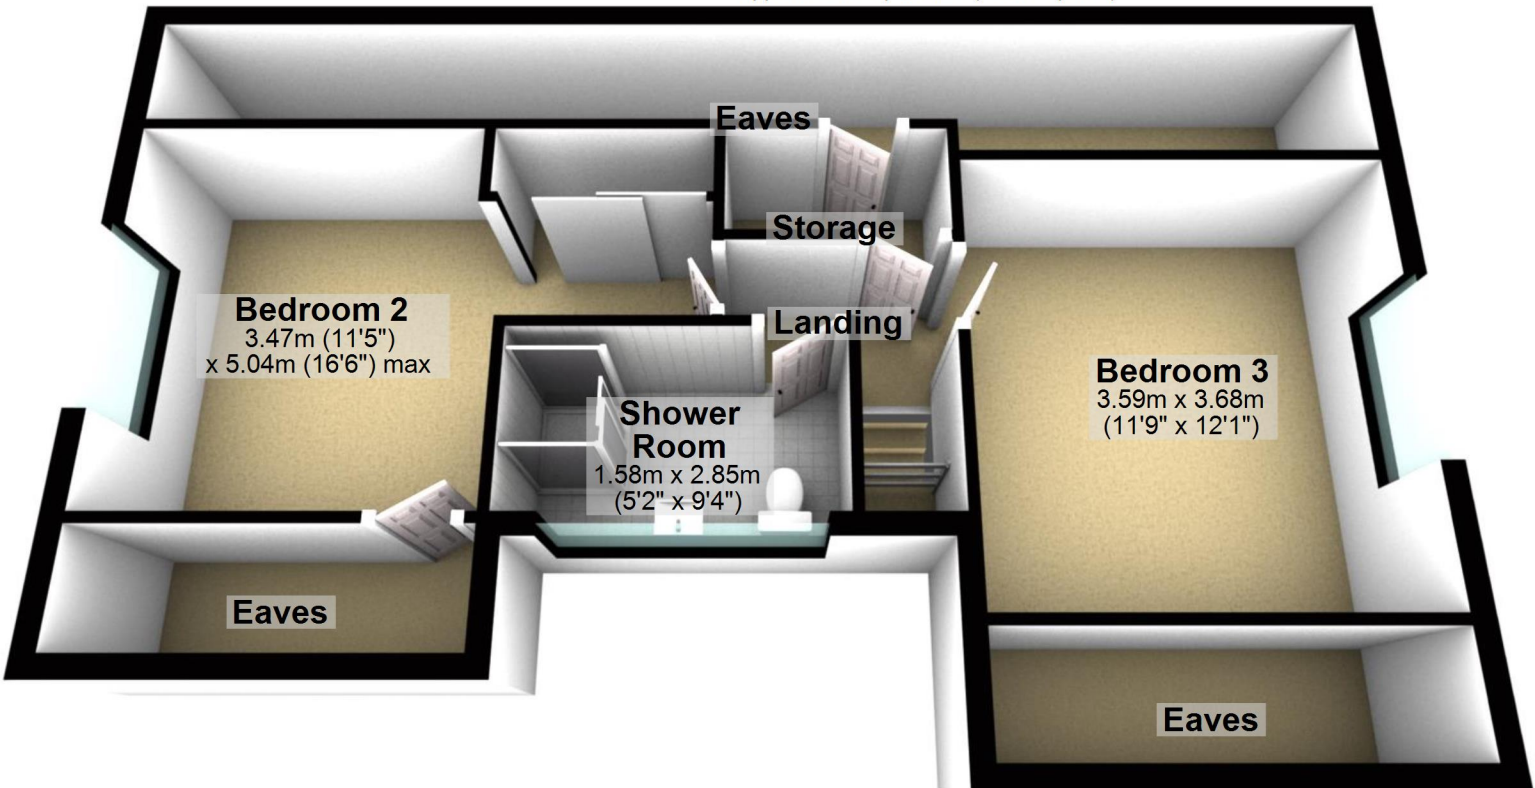 Eaves
Storage
Landing
Bedroom 2
3.47m (11'5")
x 5.04m (16'6") max
Bedroom 3
3.59m x 3.68m
(11'9" x 12'1")
Shower
Room
1.58m x 2.85m
(5'2" x 9'4")
Eaves
Eaves